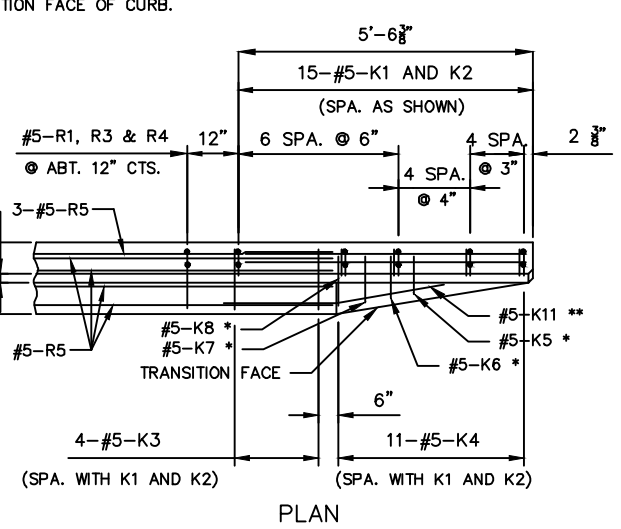 TION FACE OF CURB.
5'-6⅜"
15-#5-K1 AND K2
(SPA. AS SHOWN)
#5-R1, R3 & R4
@ ABT. 12" CTS.
12"
6 SPA. @ 6"
4 SPA.
@ 4"
4 SPA.
@ 3"
2 ⅜"
3-#5-R5
#5-R5
#5-K8 *
#5-K7 *
TRANSITION FACE
#5-K11 **
#5-K5 *
#5-K6 *
6"
4-#5-K3
(SPA. WITH K1 AND K2)
11-#5-K4
(SPA. WITH K1 AND K2)
PLAN